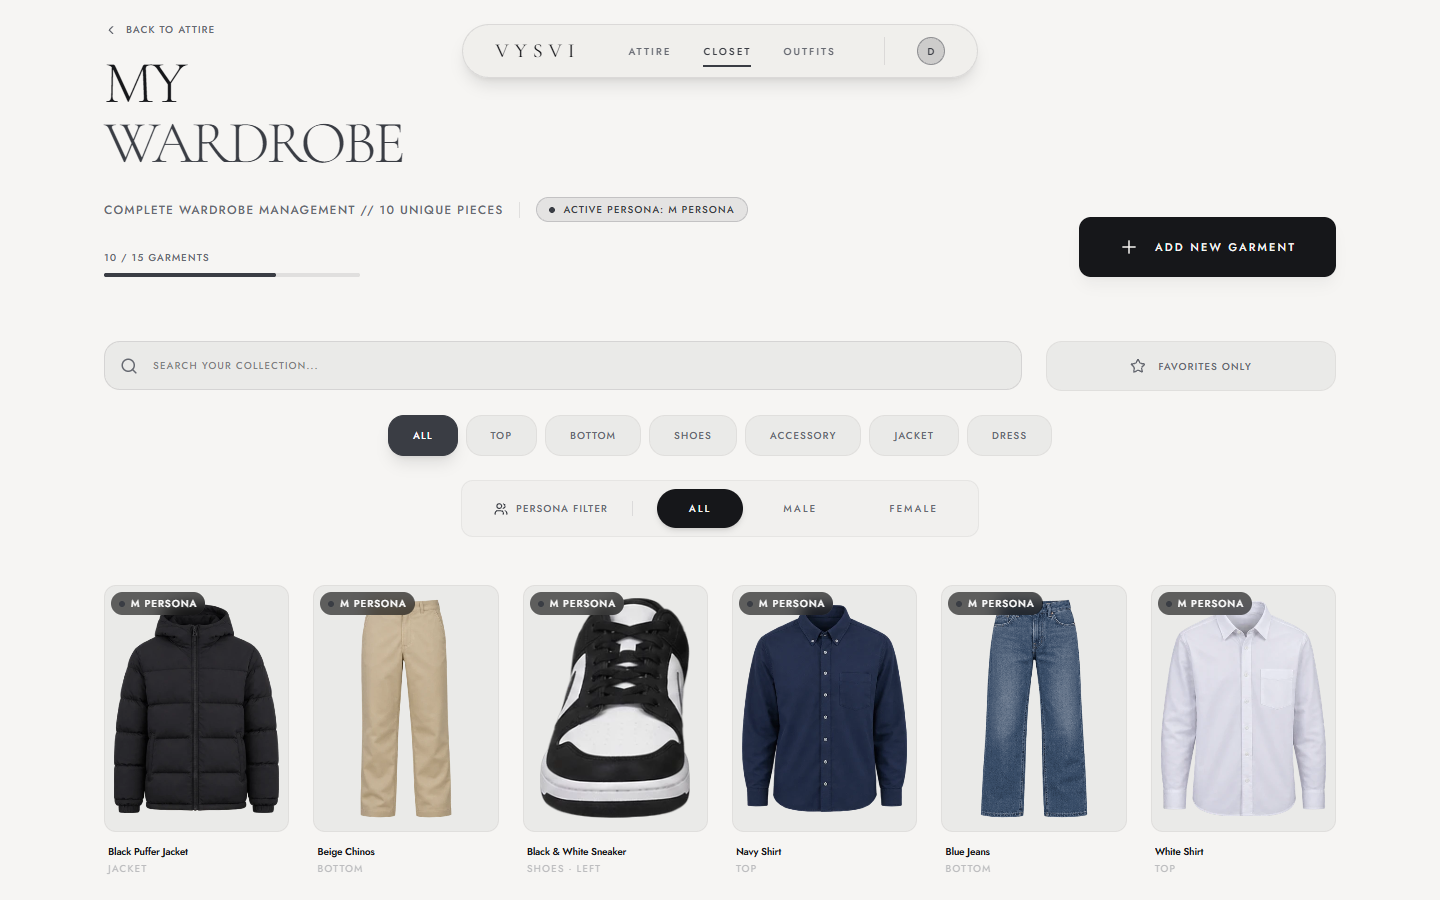 BACK TO ATTIRE
VYSVI
ATTIRE
CLOSET
OUTFITS
D
MY
WARDROBE
COMPLETE WARDROBE MANAGEMENT // 10 UNIQUE PIECES
ACTIVE PERSONA: M PERSONA
10 / 15 GARMENTS
ADD NEW GARMENT
SEARCH YOUR COLLECTION...
FAVORITES ONLY
ALL
TOP
BOTTOM
SHOES
ACCESSORY
JACKET
DRESS
PERSONA FILTER
ALL
MALE
FEMALE
M PERSONA
M PERSONA
M PERSONA
M PERSONA
M PERSONA
M PERSONA
Black Puffer Jacket
JACKET
Beige Chinos
BOTTOM
Black & White Sneaker
SHOES · LEFT
Navy Shirt
TOP
Blue Jeans
BOTTOM
White Shirt
TOP